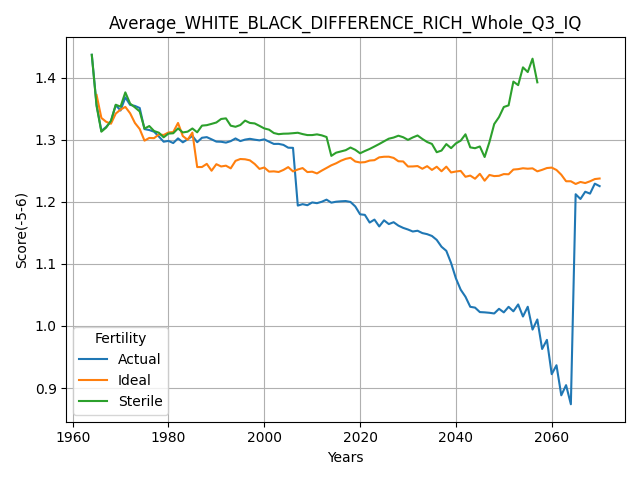 Average_WHITE_BLACK_DIFFERENCE_RICH_Whole_Q3_IQ
1.4
1.3
1.2
1.1
1.0
0.9
Score(-5-6)
Fertility
Actual
Ideal
Sterile
1960 1980 2000 2020 2040 2060
Years